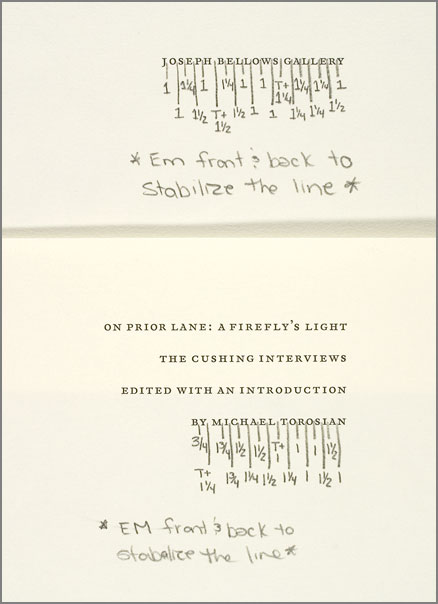 JOSEPH BELLOWS GALLERY
1 1¼ 1 1¼ 1 1 T+ 1¼ 1¼ 1¼ 1
1 1½ T+ 1½ 1½ 1 1 1¼ 1¼ 1½
* Em front & back to
Stabilize the line *
ON PRIOR LANE: A FIREFLY'S LIGHT
THE CUSHING INTERVIEWS
EDITED WITH AN INTRODUCTION
BY MICHAEL TOROSIAN
¾ 1¾ 1½ 1½ T+ 1 1 1 1½
T+ 1¼ 1¾ 1¼ 1½ 1¼ 1 1½ 1
* EM front & back to
stabalize the line *